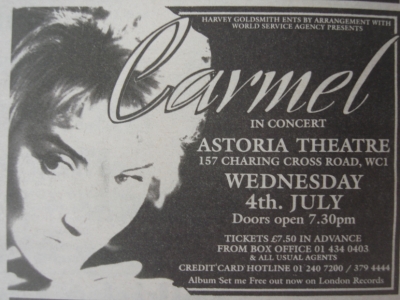 HARVEY GOLDSMITH ENTS BY ARRANGEMENT WITH
WORLD SERVICE AGENCY PRESENTS
Carmel
IN CONCERT
ASTORIA THEATRE
157 CHARING CROSS ROAD, WC1
WEDNESDAY
4th. JULY
Doors open 7.30pm
TICKETS £7.50 IN ADVANCE
FROM BOX OFFICE 01 434 0403
& ALL USUAL AGENTS
CREDIT CARD HOTLINE 01 240 7200 / 379 4444
Album Set me Free out now on London Records